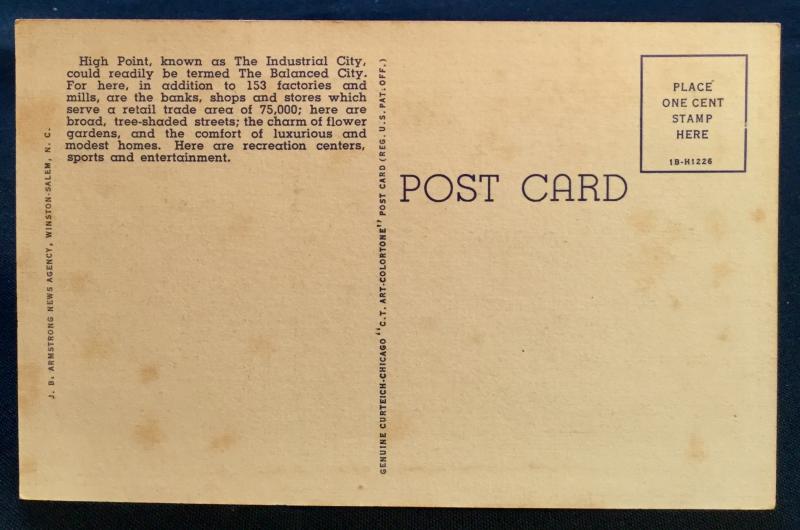 High Point, known as The Industrial City,
could readily be termed The Balanced City.
For here, in addition to 153 factories and
mills, are the banks, shops and stores which
serve a retail trade area of 75,000; here are
broad, tree-shaded streets; the charm of flower
gardens, and the comfort of luxurious and
modest homes. Here are recreation centers,
sports and entertainment.
J. B. ARMSTRONG NEWS AGENCY, WINSTON-SALEM, N. C.
GENUINE CURTEICH-CHICAGO "C.T. ART-COLORTONE" POST CARD (REG. U.S. PAT. OFF.)
POST CARD
PLACE
ONE CENT
STAMP
HERE
1B-H1226